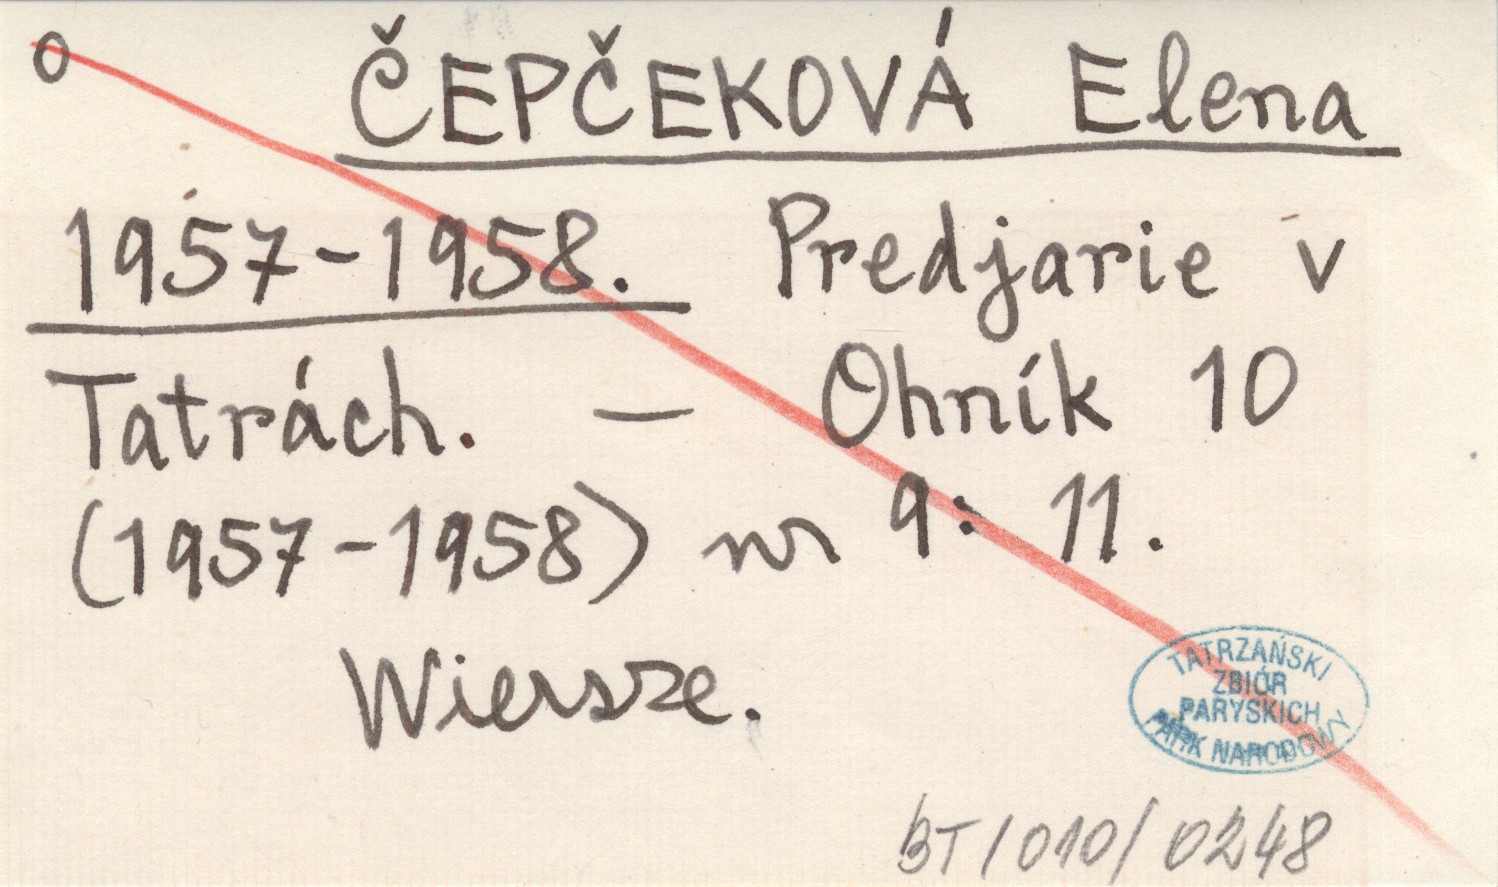 o ČEPČEKOVÁ Elena
1957-1958. Predjarie v
Tatrách. — Ohník 10
(1957-1958) nr 9: 11.
Wiersze.
TATRZAŃSKI
ZBIÓR
PARYSKICH
PARK NARODOWY
BT/010/0248